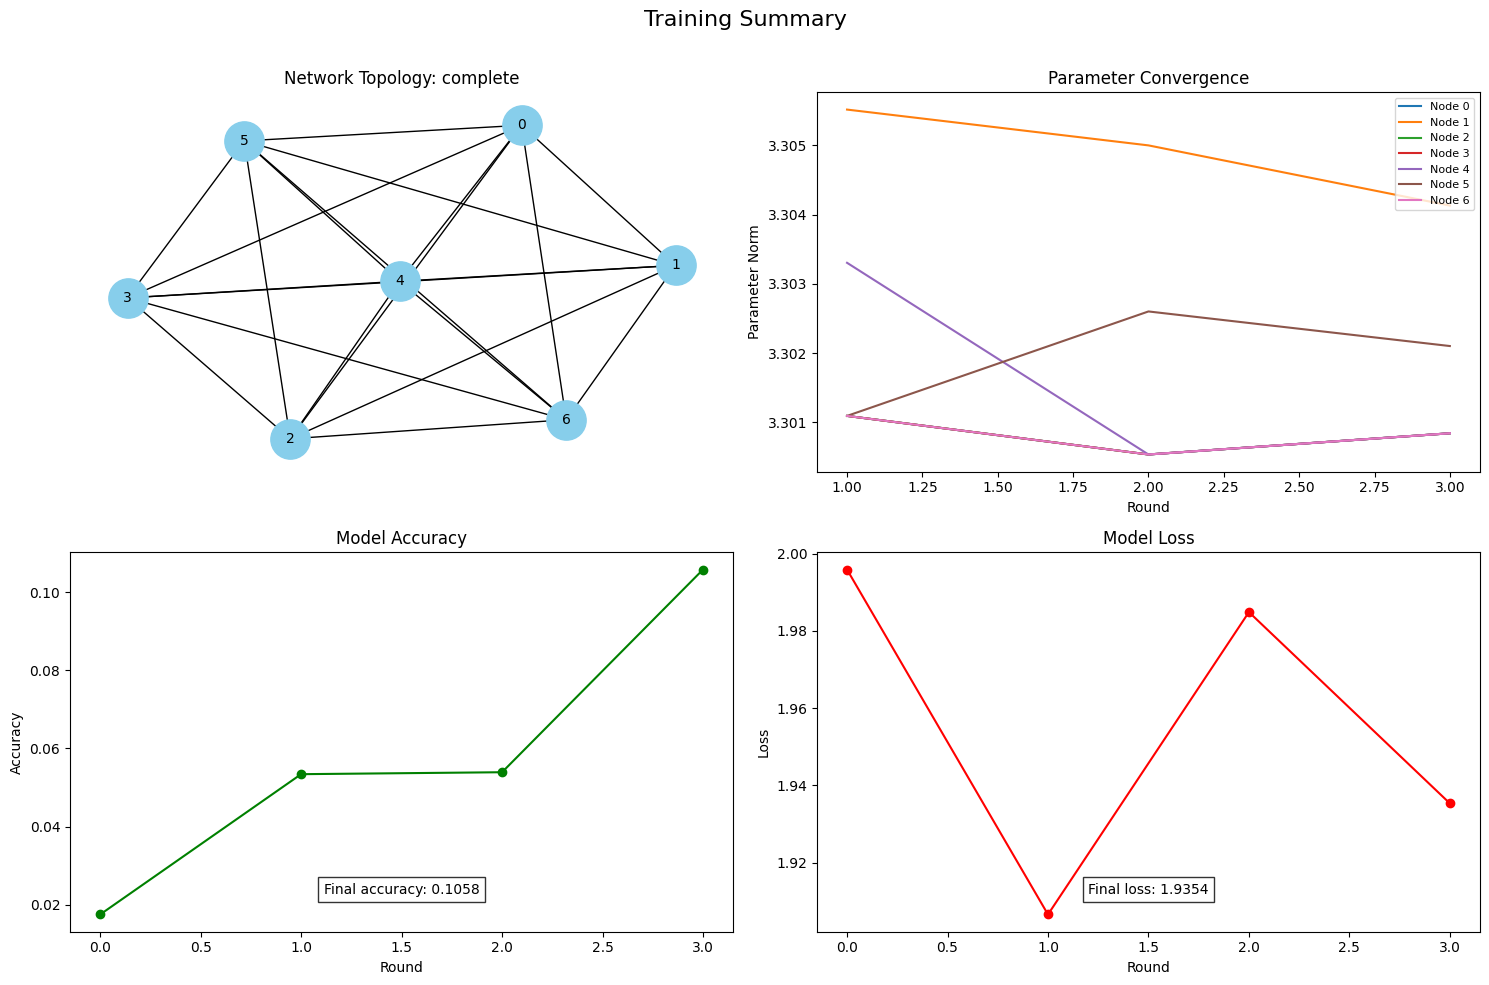 Training Summary
Network Topology: complete
5
0
1
4
3
2
6
Parameter Convergence
Parameter Norm
3.305
3.304
3.303
3.302
3.301
Node 0
Node 1
Node 2
Node 3
Node 4
Node 5
Node 6
1.00 1.25 1.50 1.75 2.00 2.25 2.50 2.75 3.00
Round
Model Accuracy
Accuracy
0.10
0.08
0.06
0.04
0.02
Final accuracy: 0.1058
0.0 0.5 1.0 1.5 2.0 2.5 3.0
Round
Model Loss
Loss
2.00
1.98
1.96
1.94
1.92
Final loss: 1.9354
0.0 0.5 1.0 1.5 2.0 2.5 3.0
Round